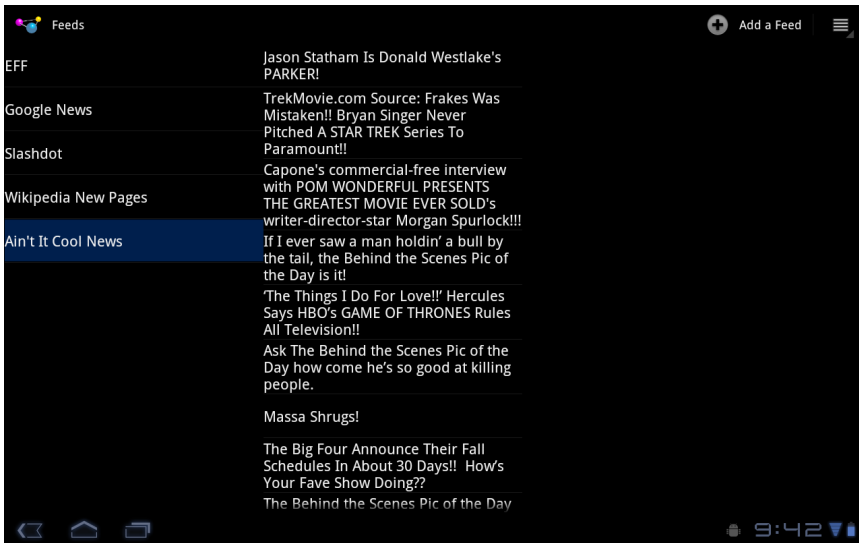 Feeds
Add a Feed
EFF
Google News
Slashdot
Wikipedia New Pages
Ain't It Cool News
Jason Statham Is Donald Westlake's
PARKER!
TrekMovie.com Source: Frakes Was
Mistaken!! Bryan Singer Never
Pitched A STAR TREK Series To
Paramount!!
Capone's commercial-free interview
with POM WONDERFUL PRESENTS
THE GREATEST MOVIE EVER SOLD's
writer-director-star Morgan Spurlock!!!
If I ever saw a man holdin’ a bull by
the tail, the Behind the Scenes Pic of
the Day is it!
‘The Things I Do For Love!!’ Hercules
Says HBO’s GAME OF THRONES Rules
All Television!!
Ask The Behind the Scenes Pic of the
Day how come he’s so good at killing
people.
Massa Shrugs!
The Big Four Announce Their Fall
Schedules In About 30 Days!!  How’s
Your Fave Show Doing??
The Behind the Scenes Pic of the Day
9:42